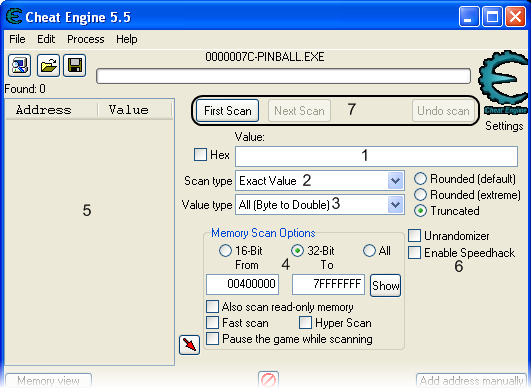 Cheat Engine 5.5
File Edit Process Help
0000007C-PINBALL.EXE
Found: 0
Address Value
First Scan Next Scan 7 Undo scan
Cheat Engine
Settings
Value:
Hex 1
Scan type Exact Value 2
Value type All (Byte to Double) 3
Rounded (default)
Rounded (extreme)
Truncated
5
Memory Scan Options
16-Bit 32-Bit All
From 4 To
00400000 7FFFFFFF Show
Also scan read-only memory
Fast scan Hyper Scan
Pause the game while scanning
Unrandomizer
Enable Speedhack
6
Memory view Add address manually